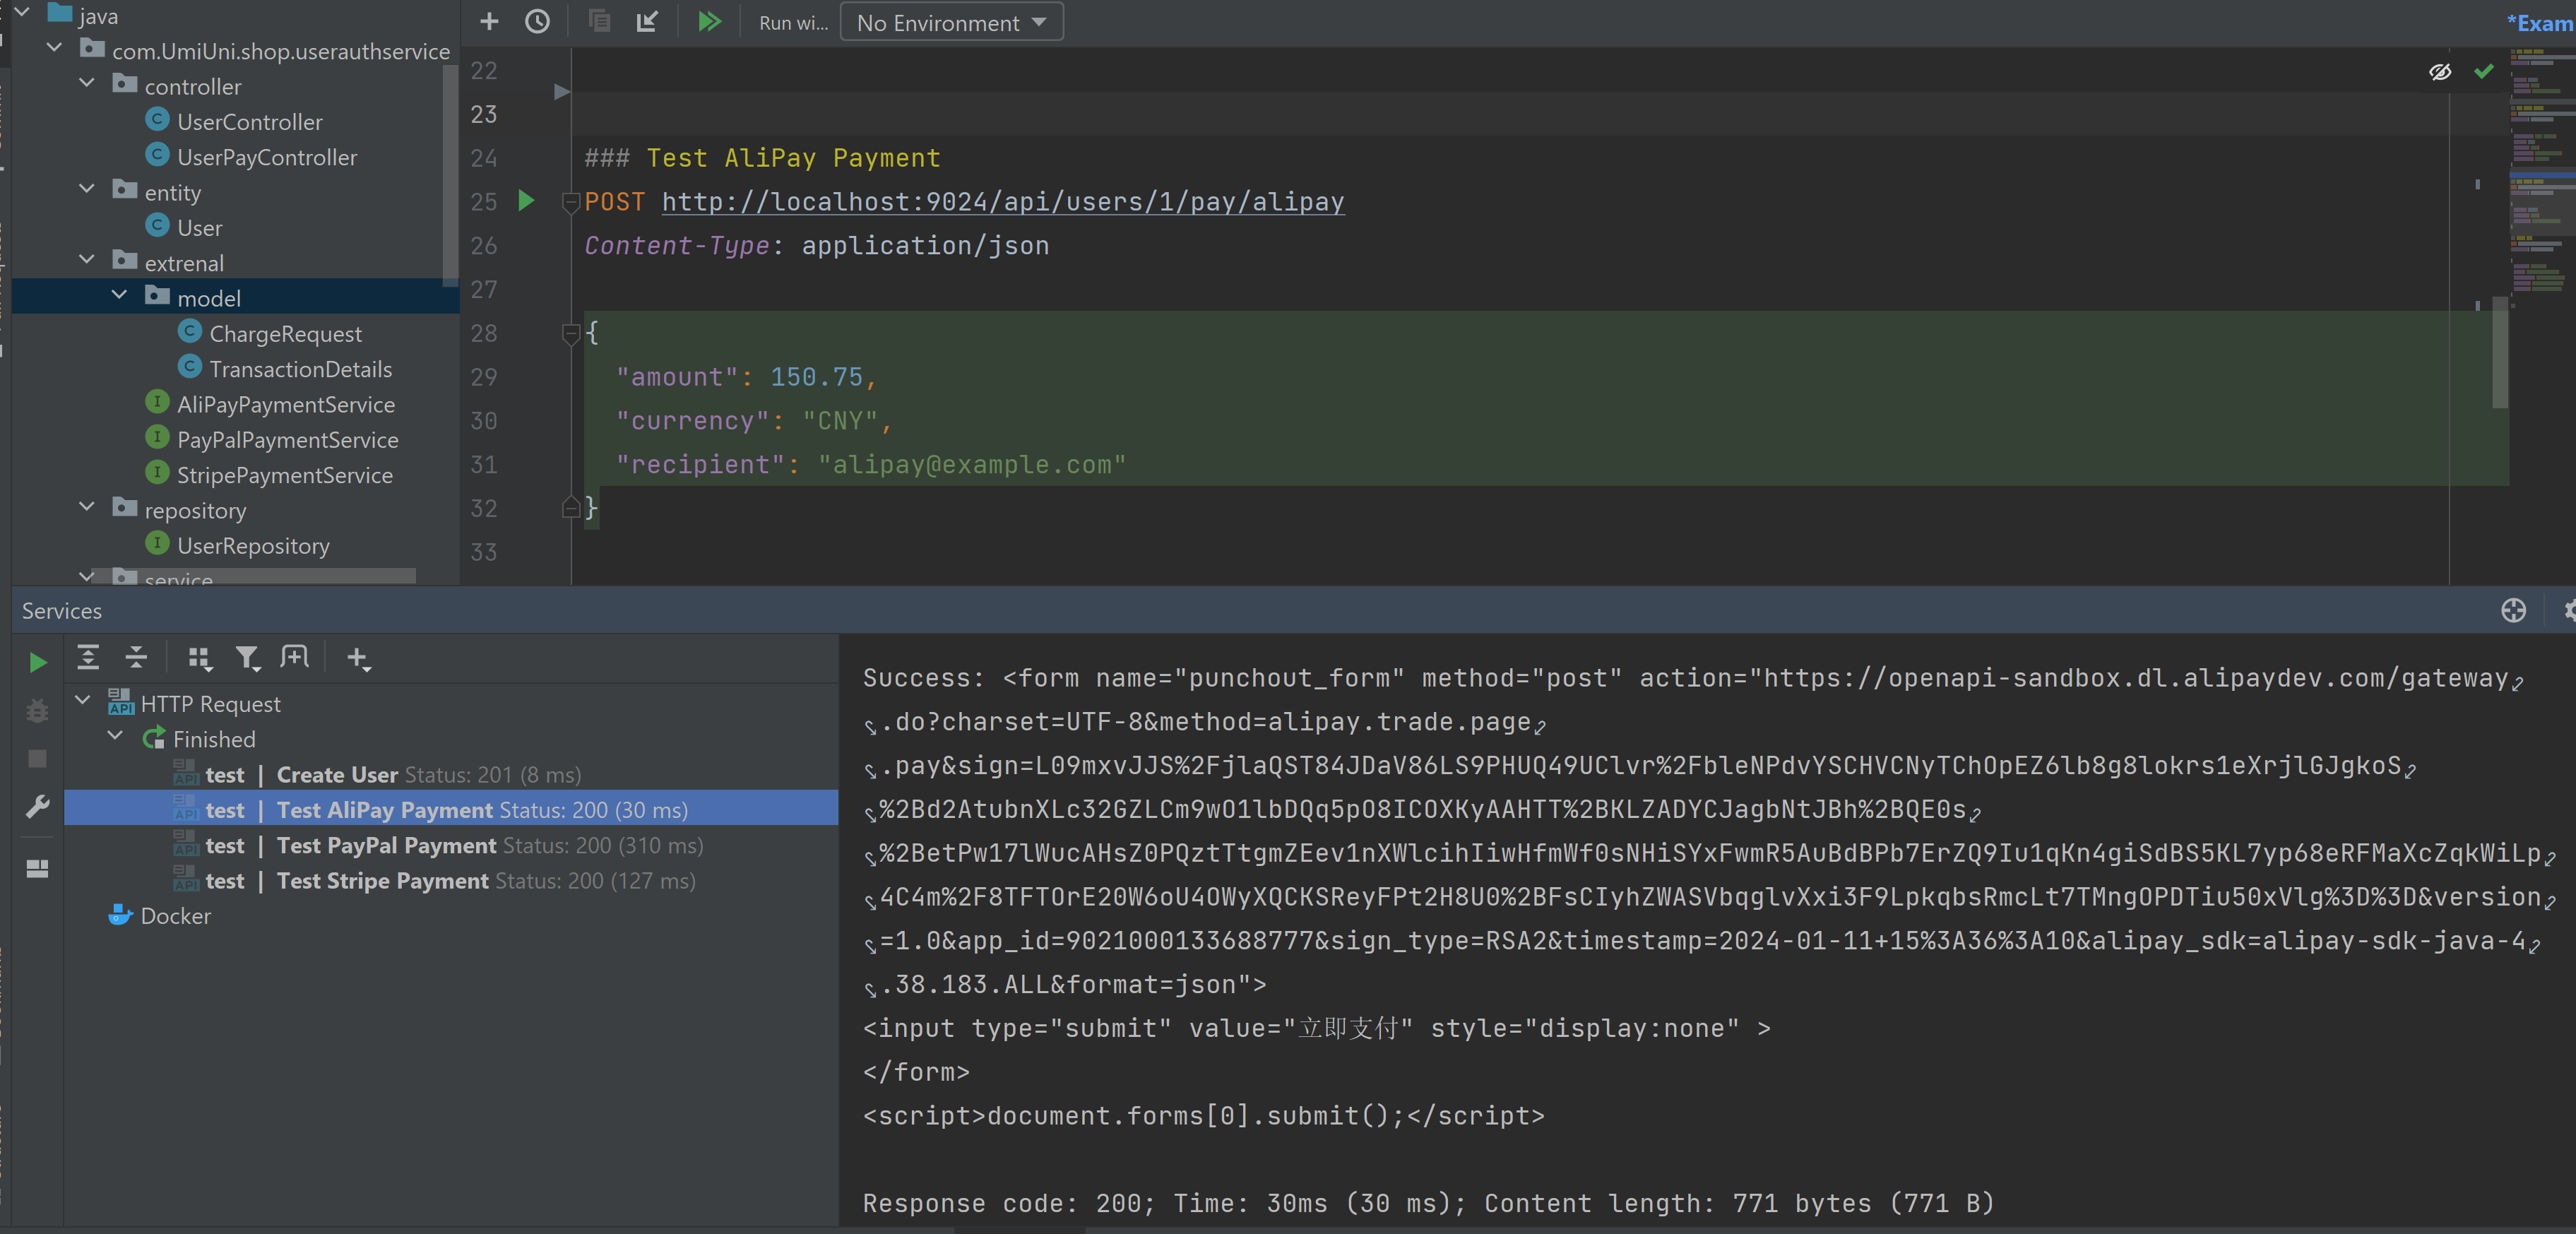 java
com.UmiUni.shop.userauthservice
controller
UserController
UserPayController
entity
User
extrenal
model
ChargeRequest
TransactionDetails
AliPayPaymentService
PayPalPaymentService
StripePaymentService
repository
UserRepository
service
Run wi... No Environment
*Exam
22
23
24 ### Test AliPay Payment
25 POST http://localhost:9024/api/users/1/pay/alipay
26 Content-Type: application/json
27
28 {
29 "amount": 150.75,
30 "currency": "CNY",
31 "recipient": "alipay@example.com"
32 }
33
Services
HTTP Request
Finished
test | Create User Status: 201 (8 ms)
test | Test AliPay Payment Status: 200 (30 ms)
test | Test PayPal Payment Status: 200 (310 ms)
test | Test Stripe Payment Status: 200 (127 ms)
Docker
Success: <form name="punchout_form" method="post" action="https://openapi-sandbox.dl.alipaydev.com/gateway
.do?charset=UTF-8&method=alipay.trade.page
.pay&sign=L09mxvJJS%2FjlaQST84JDaV86LS9PHUQ49UClvr%2FbleNPdvYSCHVCNyTChOpEZ6lb8g8lokrs1eXrjlGJgkoS
%2Bd2AtubnXLc32GZLCm9wO1lbDQq5pO8ICOXKyAAHTT%2BKLZADYCJagbNtJBh%2BQE0s
%2BetPw17lWucAHsZ0PQztTtgmZEev1nXWlcihIiwHfmWf0sNHiSYxFwmR5AuBdBPb7ErZQ9Iu1qKn4giSdBS5KL7yp68eRFMaXcZqkWiLp
4C4m%2F8TFTOrE20W6oU4OWyXQCKSReyFPt2H8U0%2BFsCIyhZWASVbqglvXxi3F9LpkqbsRmcLt7TMngOPDTiu50xVlg%3D%3D&version
=1.0&app_id=9021000133688777&sign_type=RSA2&timestamp=2024-01-11+15%3A36%3A10&alipay_sdk=alipay-sdk-java-4
.38.183.ALL&format=json">
<input type="submit" value="立即支付" style="display:none" >
</form>
<script>document.forms[0].submit();</script>
Response code: 200; Time: 30ms (30 ms); Content length: 771 bytes (771 B)